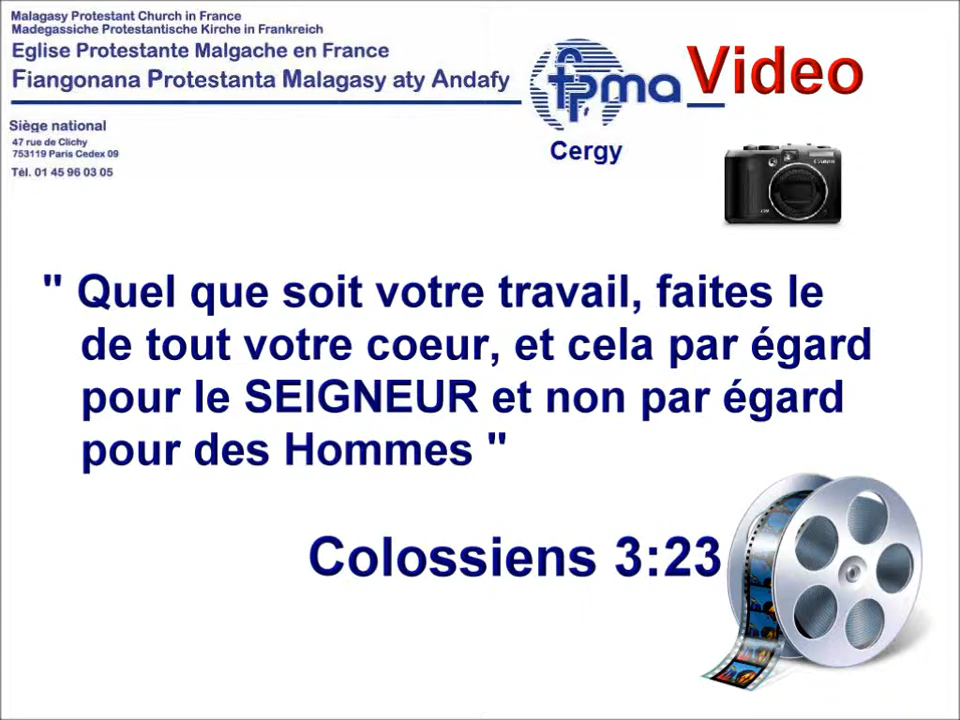 Malagasy Protestant Church in France
Madegassiche Protestantische Kirche in Frankreich
Eglise Protestante Malgache en France
Fiangonana Protestanta Malagasy aty Andafy
fpma_Video
Cergy
Siège national
47 rue de Clichy
753119 Paris Cedex 09
Tél. 01 45 96 03 05
Canon
" Quel que soit votre travail, faites le
de tout votre coeur, et cela par égard
pour le SEIGNEUR et non par égard
pour des Hommes "
Colossiens 3:23